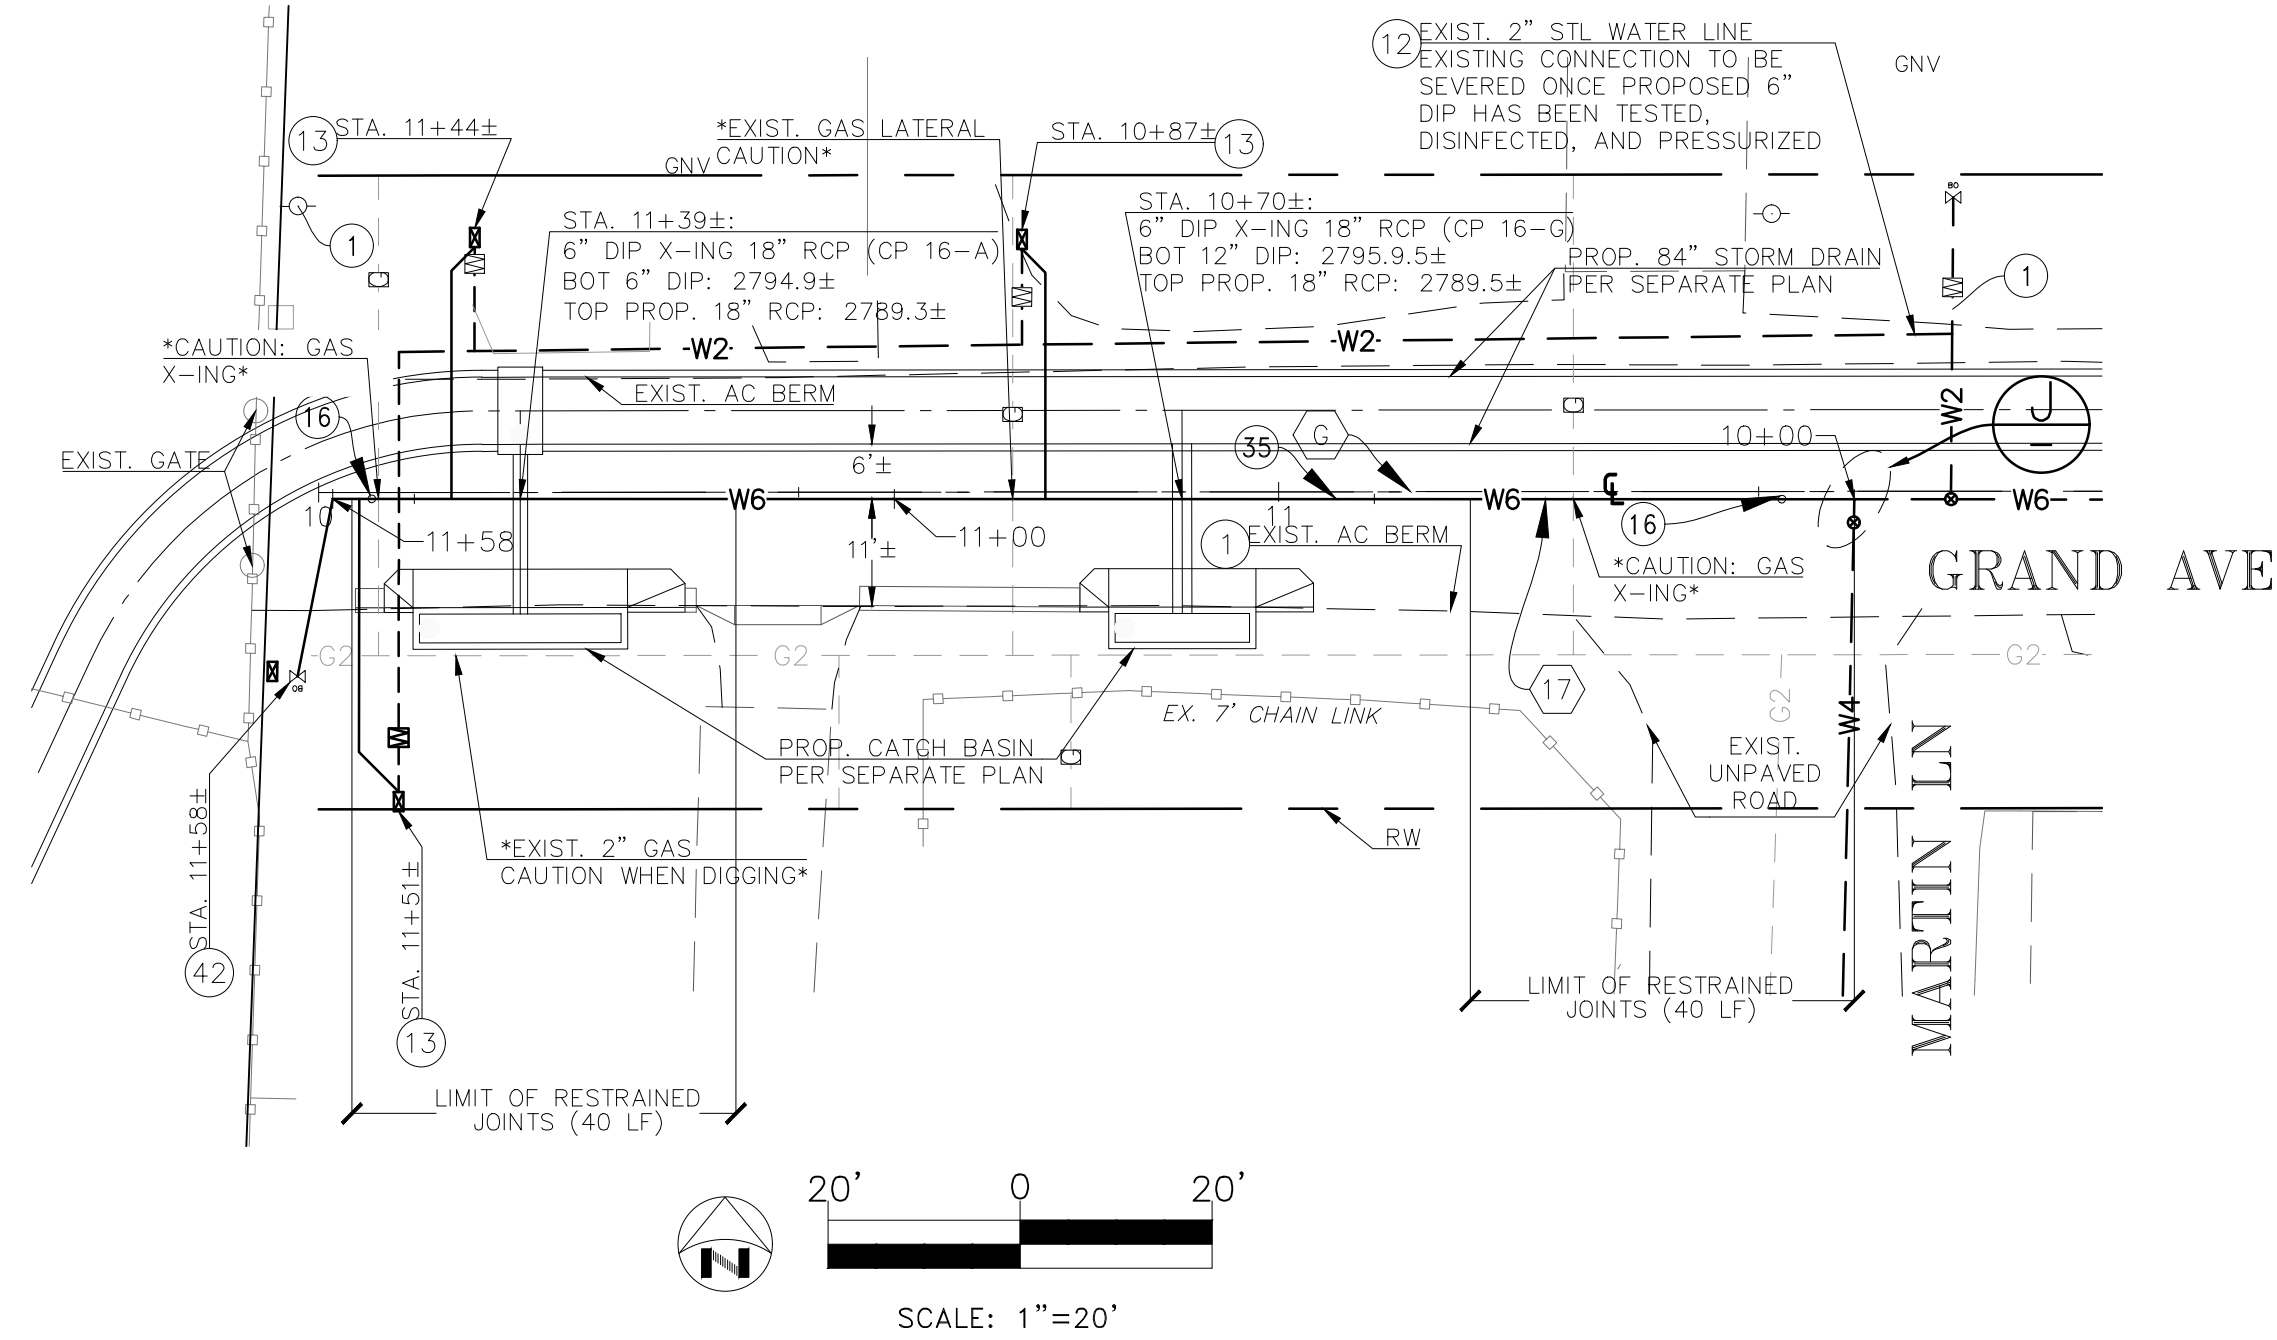 12
EXIST. 2" STL WATER LINE
EXISTING CONNECTION TO BE
SEVERED ONCE PROPOSED 6"
DIP HAS BEEN TESTED,
DISINFECTED, AND PRESSURIZED
GNV
13
STA. 11+44±
*EXIST. GAS LATERAL
CAUTION*
GNV
STA. 10+87±
13
1
STA. 11+39±:
6" DIP X-ING 18" RCP (CP 16-A)
BOT 6" DIP: 2794.9±
TOP PROP. 18" RCP: 2789.3±
STA. 10+70±:
6" DIP X-ING 18" RCP (CP 16-G)
BOT 12" DIP: 2795.9.5±
TOP PROP. 18" RCP: 2789.5±
PROP. 84" STORM DRAIN
PER SEPARATE PLAN
BO
1
*CAUTION: GAS
X-ING*
W2
W2
W2
EXIST. AC BERM
16
EXIST. GATE
6'±
35
G
10+00
J
–
10
W6
11
W6
℄
W6
11+58
11'±
11+00
1
EXIST. AC BERM
16
*CAUTION: GAS
X-ING*
GRAND AVE
G2
G2
G2
BO
17
G2
W4
EX. 7' CHAIN LINK
PROP. CATCH BASIN
PER SEPARATE PLAN
EXIST.
UNPAVED
ROAD
MARTIN LN
RW
*EXIST. 2" GAS
CAUTION WHEN DIGGING*
STA. 11+58±
42
STA. 11+51±
13
LIMIT OF RESTRAINED
JOINTS (40 LF)
LIMIT OF RESTRAINED
JOINTS (40 LF)
N
20' 0 20'
SCALE: 1"=20'